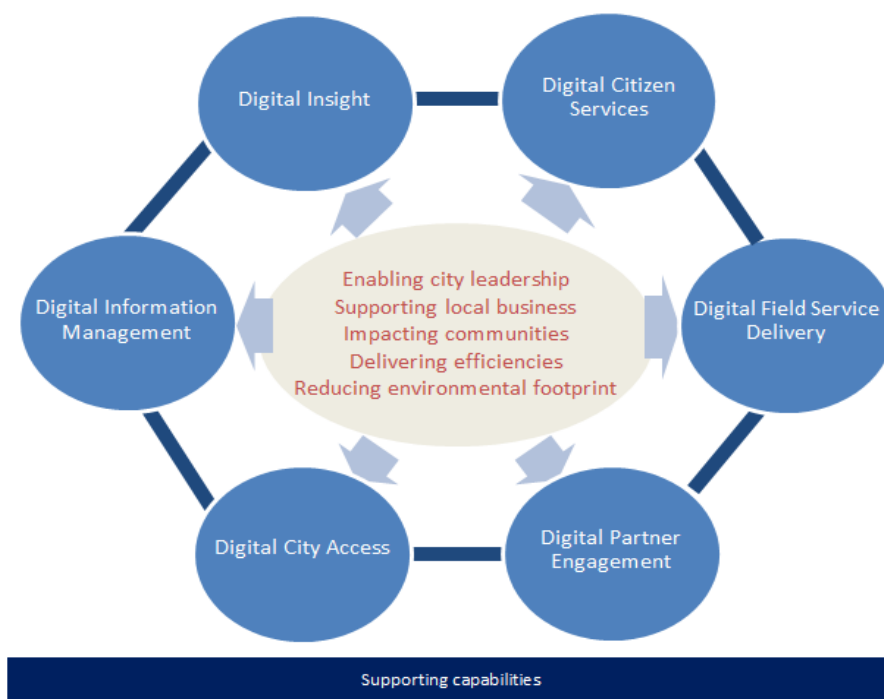 Digital Insight
Digital Citizen
Services
Digital Information
Management
Enabling city leadership
Supporting local business
Impacting communities
Delivering efficiencies
Reducing environmental footprint
Digital Field Service
Delivery
Digital City Access
Digital Partner
Engagement
Supporting capabilities